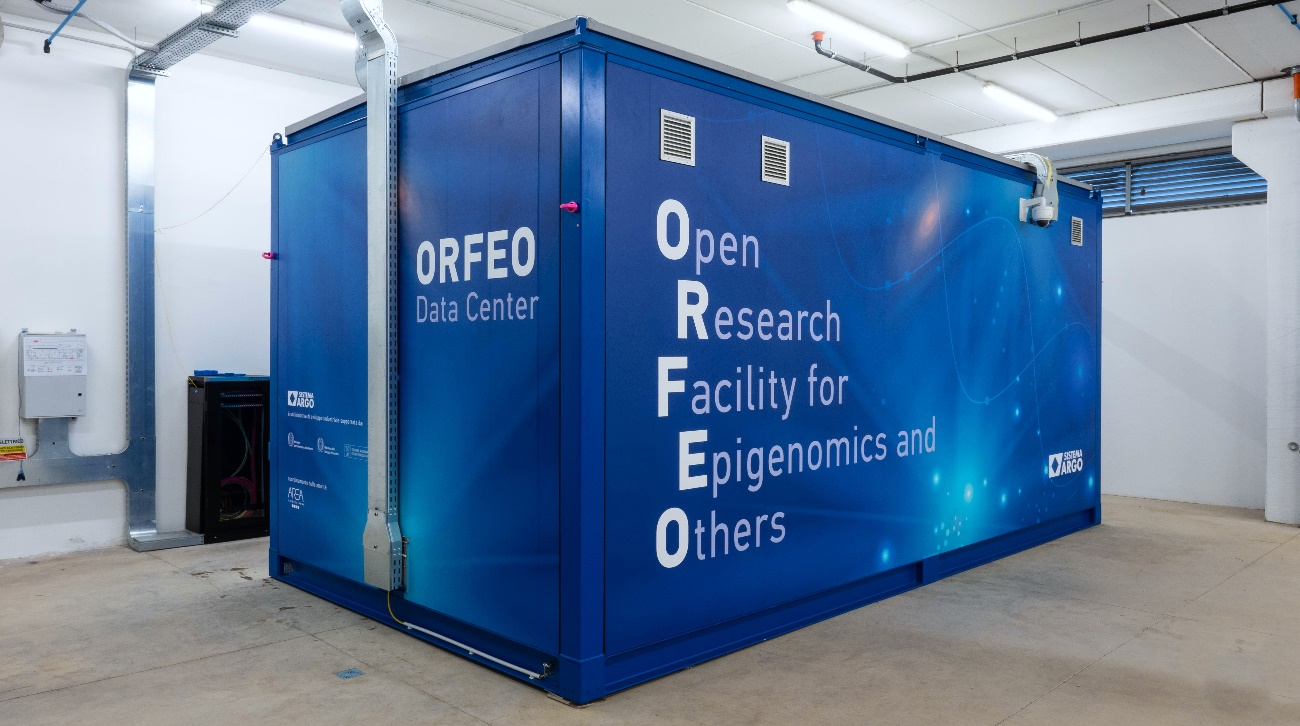 ORFEO
Data Center
SISTEMA
ARGO
AREA
Open
Research
Facility for
Epigenomics and
Others
SISTEMA
ARGO